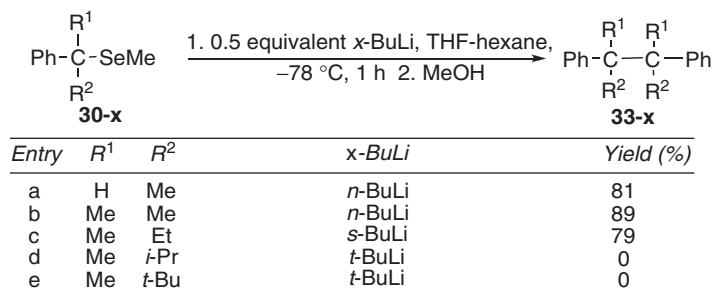 R1 R1 R1
Ph-C-SeMe 1. 0.5 equivalent x-BuLi, THF-hexane, Ph-C-C-Ph
−78 °C, 1 h 2. MeOH
R2 R2 R2
30-x 33-x
Entry R1 R2 x-BuLi Yield (%)
a H Me n-BuLi 81
b Me Me n-BuLi 89
c Me Et s-BuLi 79
d Me i-Pr t-BuLi 0
e Me t-Bu t-BuLi 0